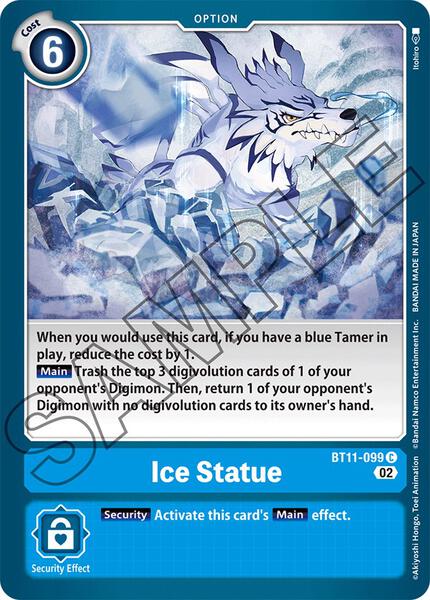 OPTION
Cost
6
Itohiro
When you would use this card, if you have a blue Tamer in
play, reduce the cost by 1.
Main Trash the top 3 digivolution cards of 1 of your
opponent's Digimon. Then, return 1 of your opponent's
Digimon with no digivolution cards to its owner's hand.
SAMPLE
BT11-099 C
Ice Statue
02
Security Effect
Security Activate this card's Main effect.
©Akiyoshi Hongo, Toei Animation ©Bandai Namco Entertainment Inc. BANDAI MADE IN JAPAN